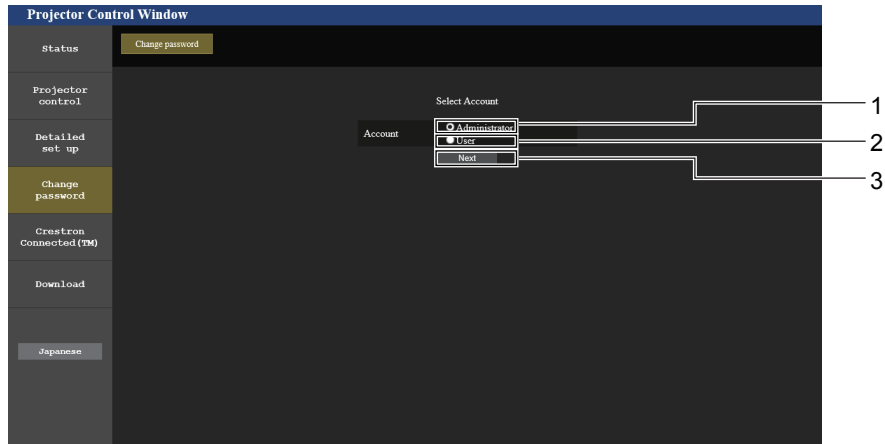 Projector Control Window
Status
Change password
Projector
control
Select Account
1
Account
Administrator
Detailed
set up
User
2
Next
3
Change
password
Crestron
Connected(TM)
Download
Japanese